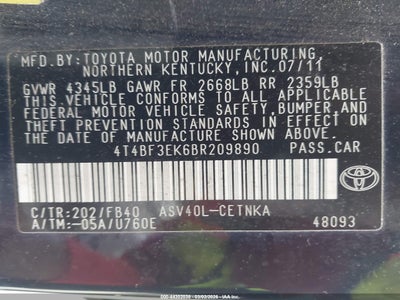 MFD.BY: TOYOTA MOTOR MANUFACTURING,
NORTHERN KENTUCKY, INC. 07/11
GVWR 4345LB GAWR FR 2668LB RR 2359LB
THIS VEHICLE CONFORMS TO ALL APPLICABLE
FEDERAL MOTOR VEHICLE SAFETY, BUMPER, AND
THEFT PREVENTION STANDARDS IN EFFECT ON
THE DATE OF MANUFACTURE SHOWN ABOVE.
4T4BF3EK6BR209890 PASS.CAR
C/TR:202/FB40 ASV40L-CETNKA
A/TM:-05A/U760E 48093
TOYOTA